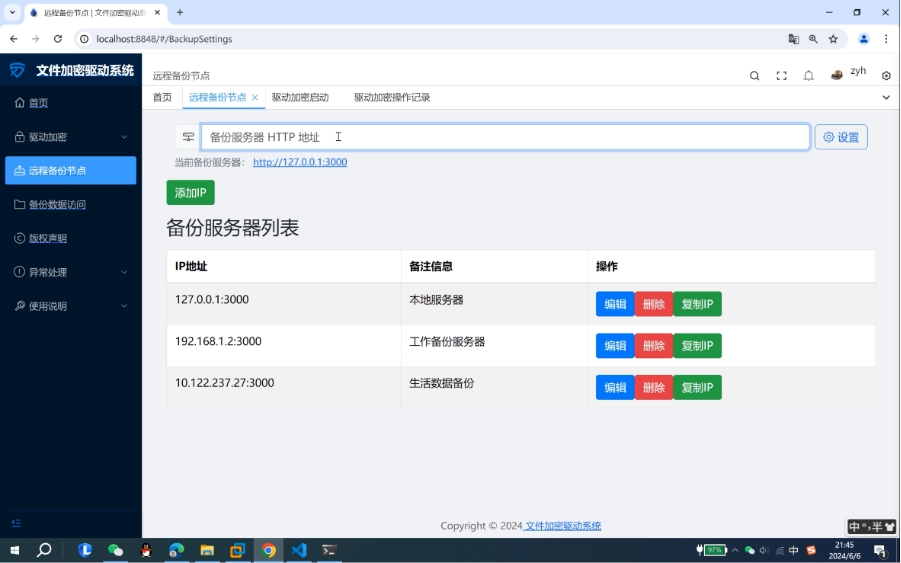 远程备份节点 | 文件加密驱动系
localhost:8848/#/BackupSettings
文件加密驱动系统
远程备份节点
zyh
首页
远程备份节点
驱动加密启动
驱动加密操作记录
首页
驱动加密
远程备份节点
备份数据访问
版权声明
异常处理
使用说明
备份服务器 HTTP 地址
设置
当前备份服务器： http://127.0.0.1:3000
添加IP
备份服务器列表
IP地址 备注信息 操作
127.0.0.1:3000 本地服务器 编辑 删除 复制IP
192.168.1.2:3000 工作备份服务器 编辑 删除 复制IP
10.122.237.27:3000 生活数据备份 编辑 删除 复制IP
Copyright © 2024 文件加密驱动系统
中 半
97%
中
21:45
2024/6/6